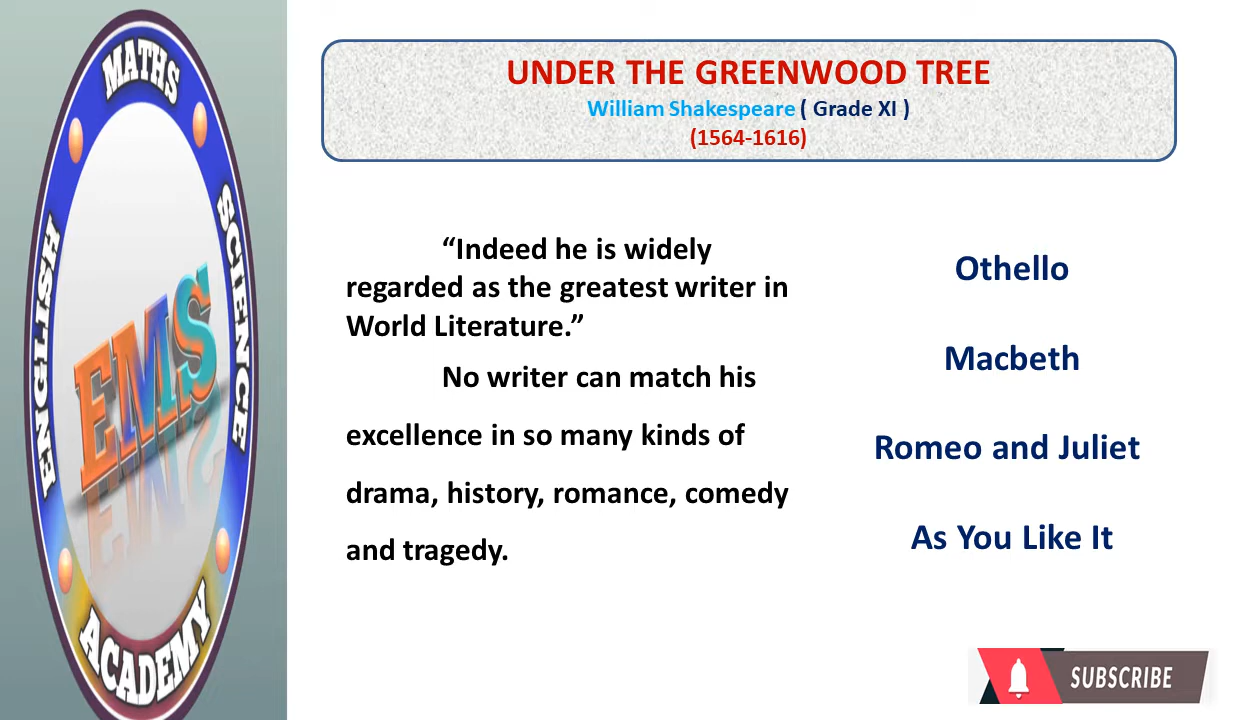 MATHS
SCIENCE
ENGLISH
EMS
ACADEMY
UNDER THE GREENWOOD TREE
William Shakespeare ( Grade XI )
(1564-1616)
“Indeed he is widely
regarded as the greatest writer in
World Literature.”
No writer can match his
excellence in so many kinds of
drama, history, romance, comedy
and tragedy.
Othello
Macbeth
Romeo and Juliet
As You Like It
SUBSCRIBE